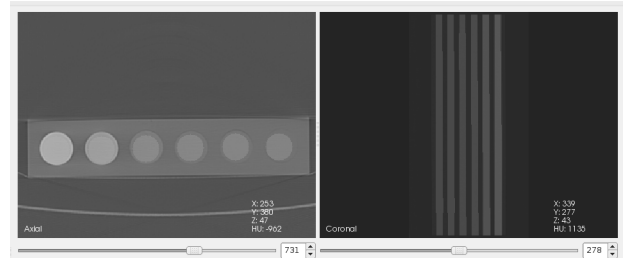 X: 253
Y: 380
Z: 47
Axial
HU: -962
731
X: 339
Y: 277
Z: 43
Coronal
HU: 1135
278